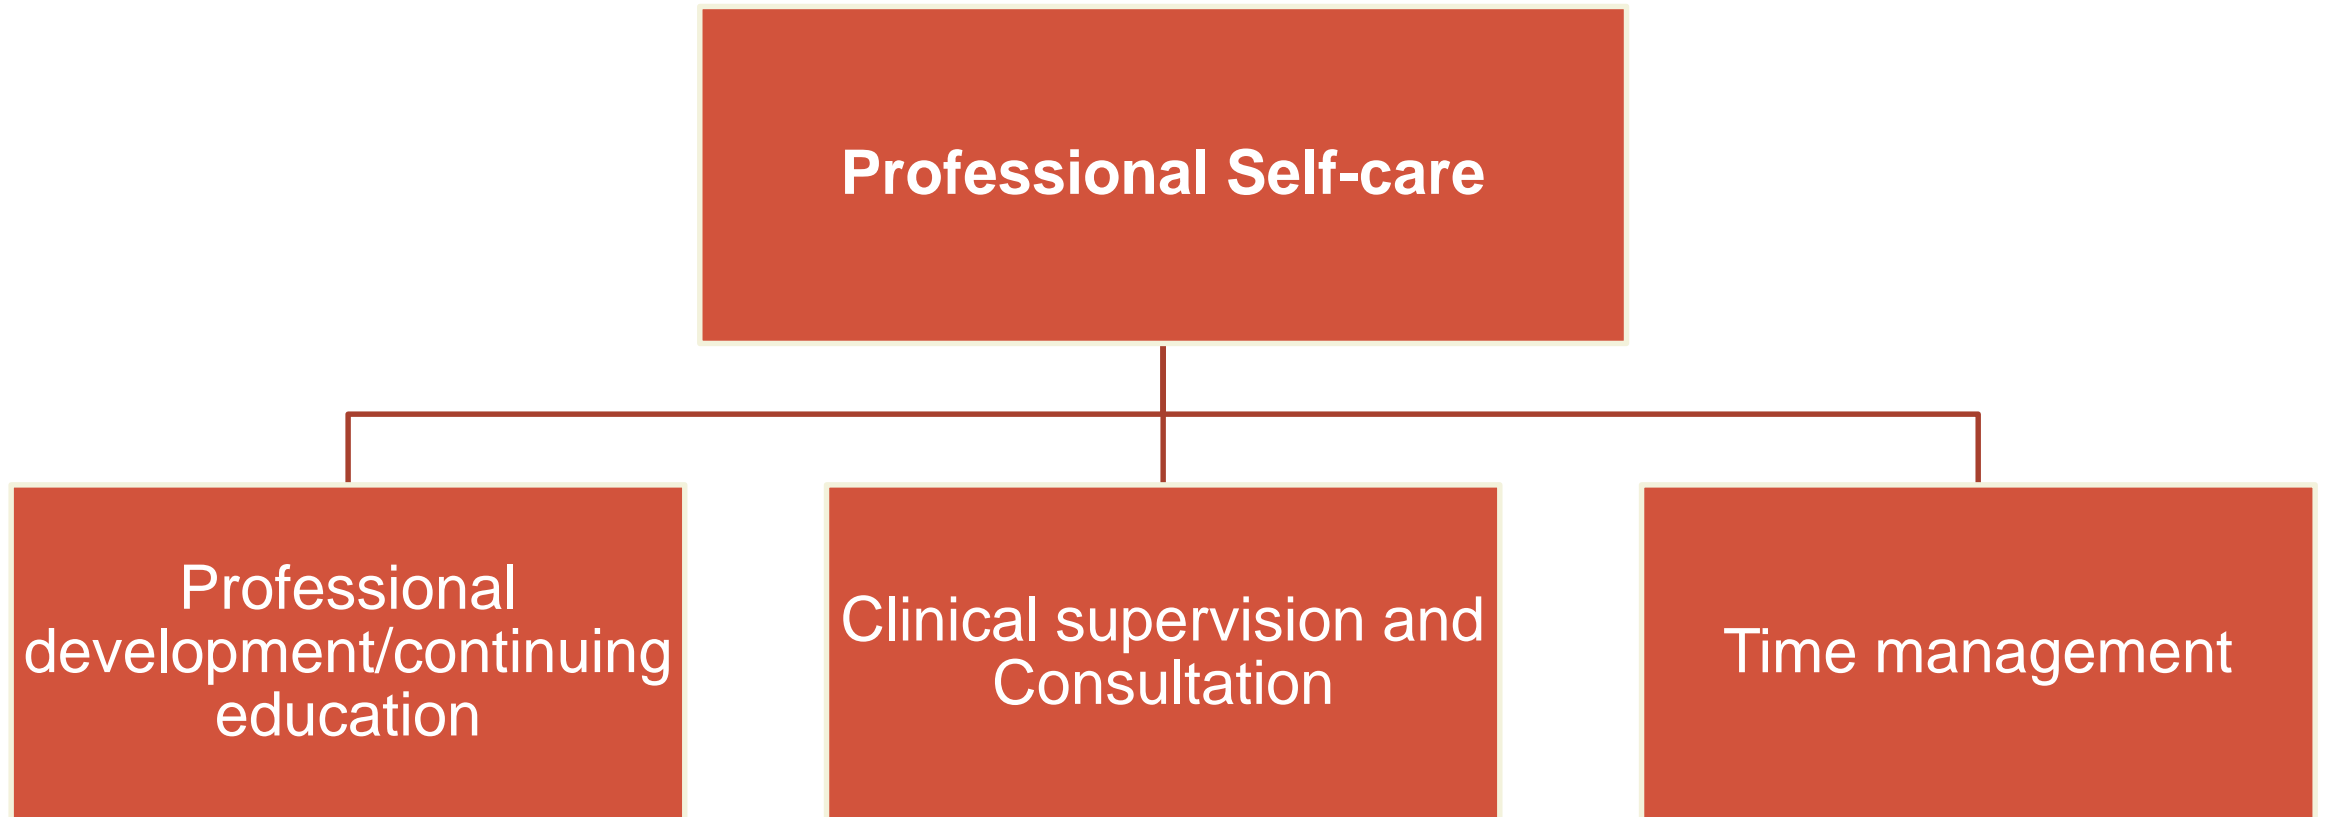 Professional Self-care
Professional
development/continuing
education
Clinical supervision and
Consultation
Time management